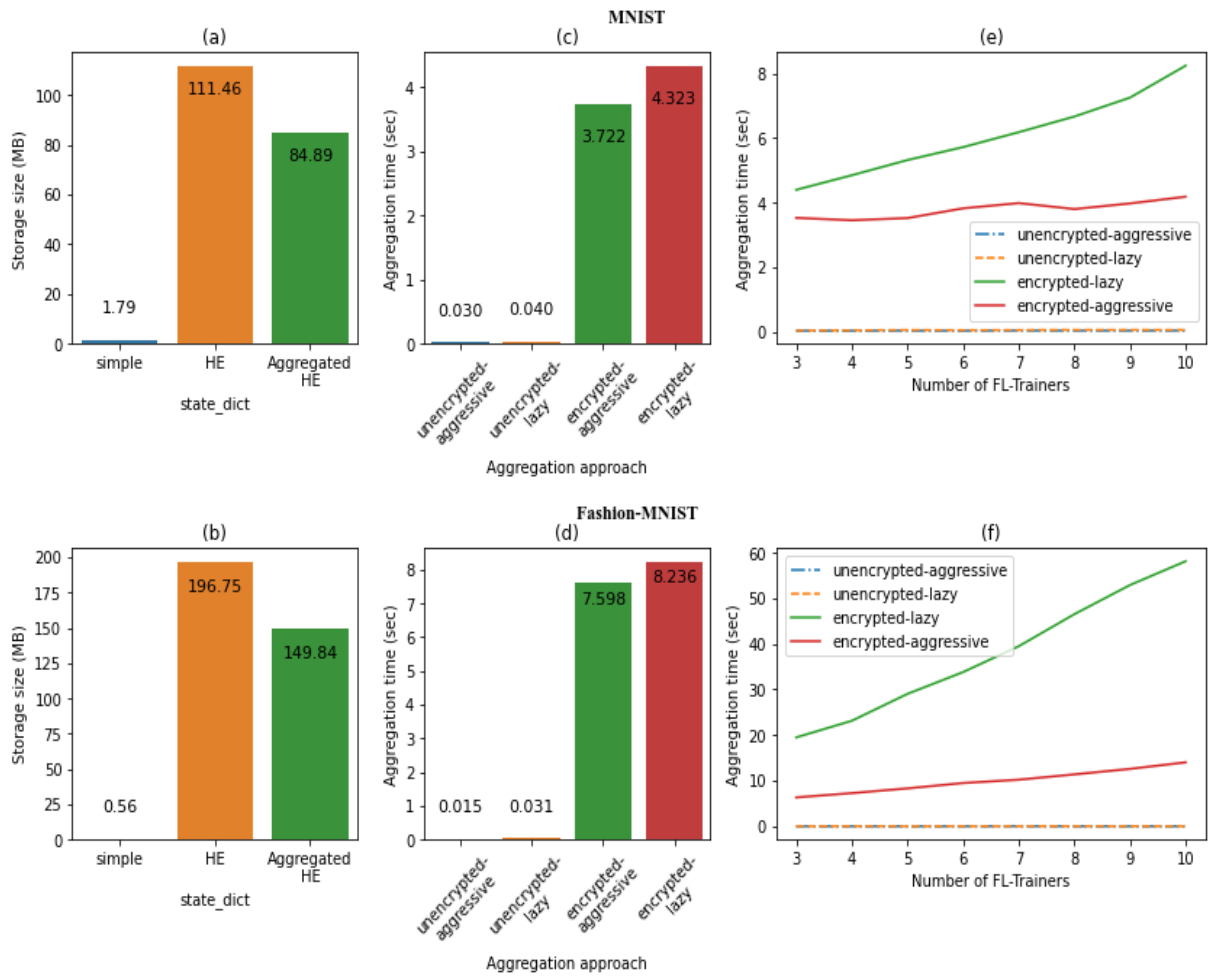 MNIST
(a)
Storage size (MB)
100
80
60
40
20
0
111.46
84.89
1.79
simple
HE
Aggregated
HE
state_dict
(c)
Aggregation time (sec)
4
3
2
1
0
0.030
0.040
3.722
4.323
unencrypted-
aggressive
unencrypted-
lazy
encrypted-
aggressive
encrypted-
lazy
Aggregation approach
(e)
Aggregation time (sec)
8
6
4
2
0
unencrypted-aggressive
unencrypted-lazy
encrypted-lazy
encrypted-aggressive
3
4
5
6
7
8
9
10
Number of FL-Trainers
Fashion-MNIST
(b)
Storage size (MB)
200
175
150
125
100
75
50
25
0
196.75
149.84
0.56
simple
HE
Aggregated
HE
state_dict
(d)
Aggregation time (sec)
8
7
6
5
4
3
2
1
0
0.015
0.031
7.598
8.236
unencrypted-
aggressive
unencrypted-
lazy
encrypted-
aggressive
encrypted-
lazy
Aggregation approach
(f)
Aggregation time (sec)
60
50
40
30
20
10
0
unencrypted-aggressive
unencrypted-lazy
encrypted-lazy
encrypted-aggressive
3
4
5
6
7
8
9
10
Number of FL-Trainers